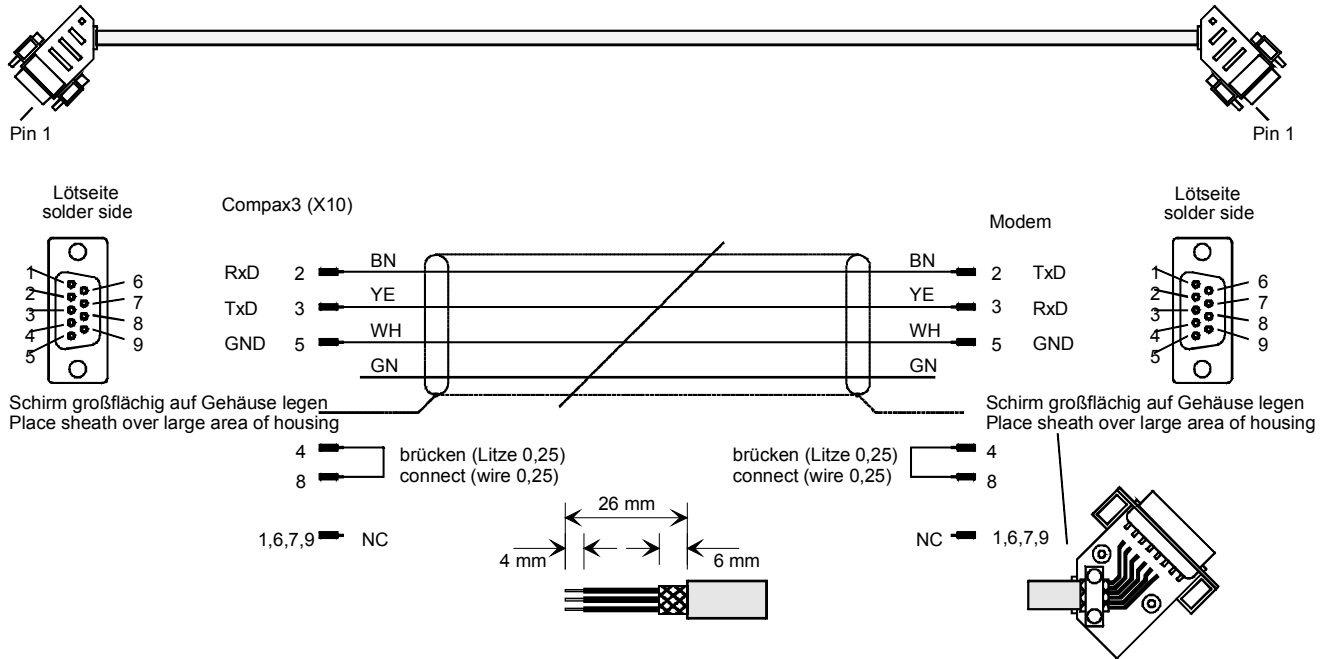 Pin 1
Pin 1
Lötseite
solder side
Compax3 (X10)
Modem
Lötseite
solder side
1
2
3
4
5
6
7
8
9
RxD 2 BN BN 2 TxD
TxD 3 YE YE 3 RxD
GND 5 WH WH 5 GND
GN GN
1
2
3
4
5
6
7
8
9
Schirm großflächig auf Gehäuse legen
Place sheath over large area of housing
Schirm großflächig auf Gehäuse legen
Place sheath over large area of housing
4
8
brücken (Litze 0,25)
connect (wire 0,25)
brücken (Litze 0,25)
connect (wire 0,25)
4
8
1,6,7,9 NC
26 mm
4 mm
6 mm
NC 1,6,7,9